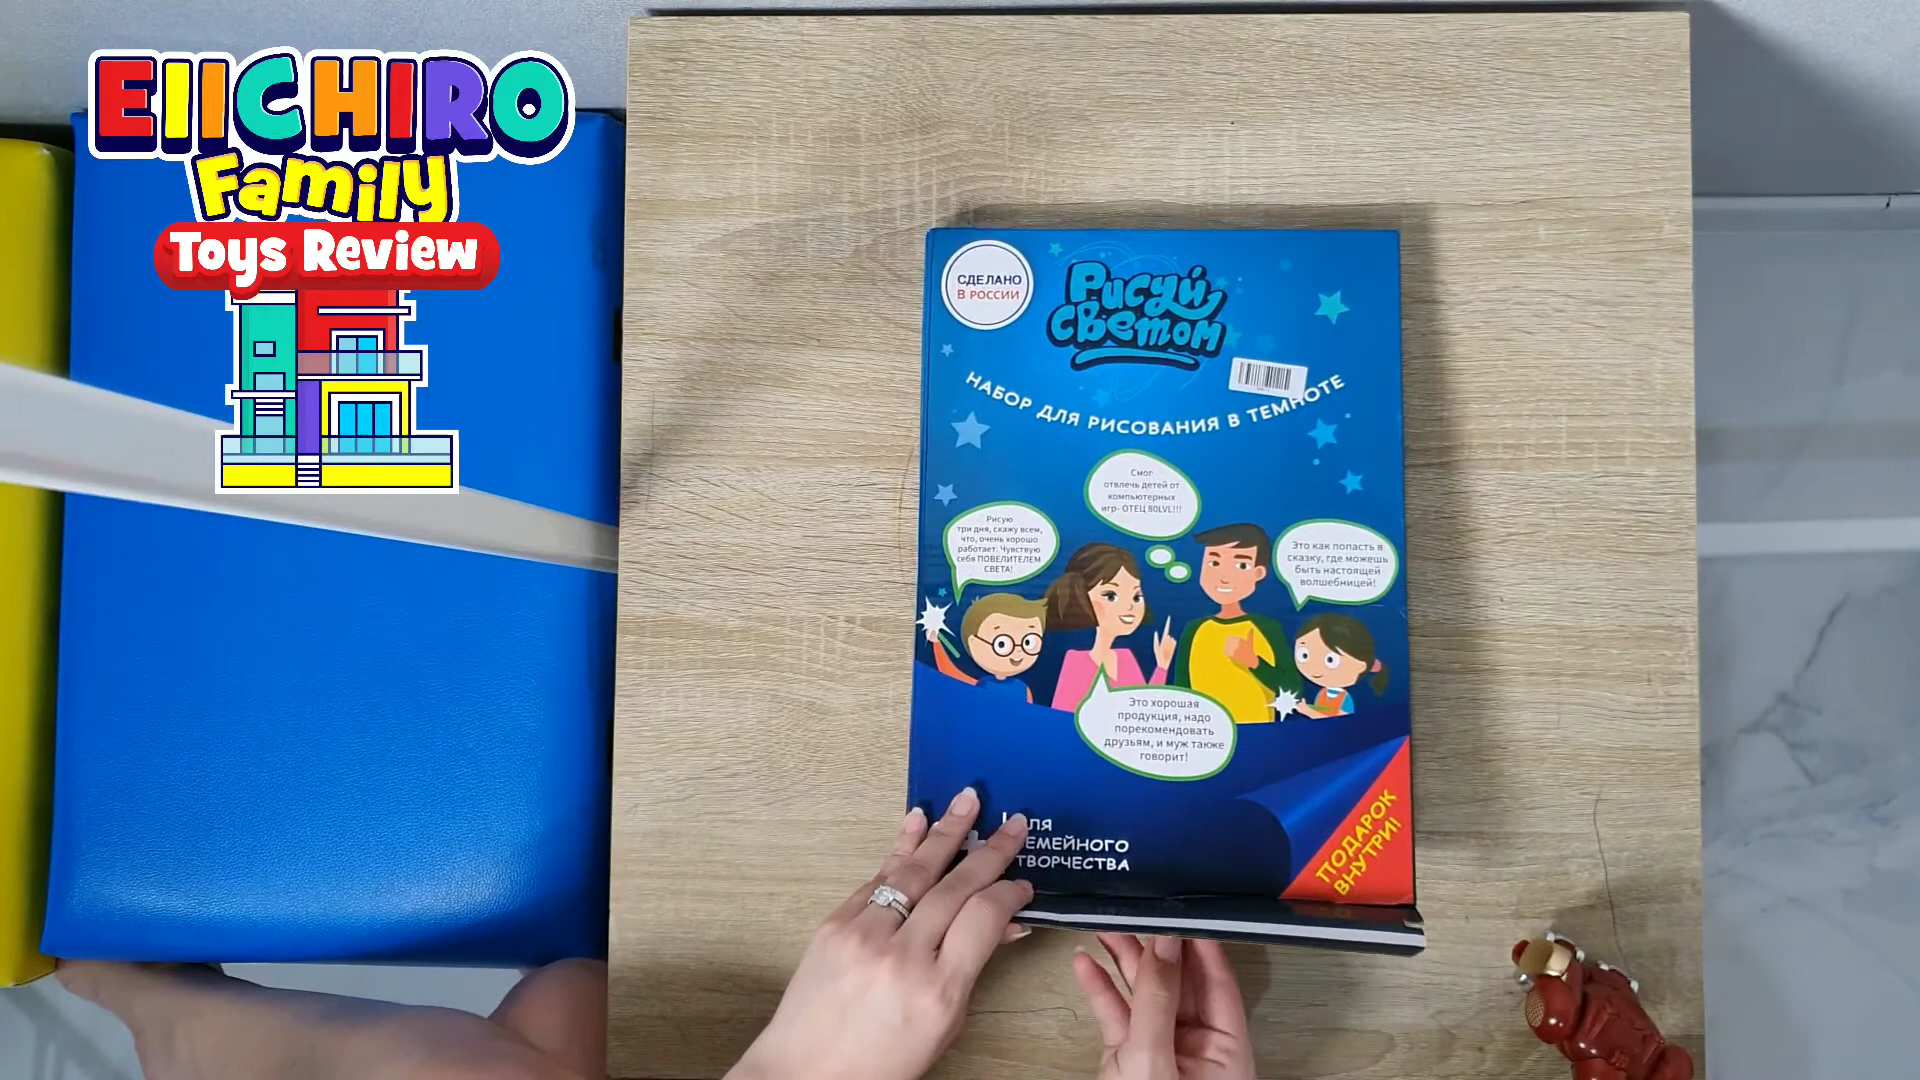 EIICHIRO
Family
Toys Review
СДЕЛАНО
В РОССИИ
Рисуй
светом
НАБОР ДЛЯ РИСОВАНИЯ В ТЕМНОТЕ
Смог
отвлечь детей от
компьютерных
игр- ОТЕЦ 80LVL!!!
Рисую
три дня, скажу всем,
что, очень хорошо
работает. Чувствую
себя ПОВЕЛИТЕЛЕМ
СВЕТА!
Это как попасть в
сказку, где можешь
быть настоящей
волшебницей!
Это хорошая
продукция, надо
порекомендовать
друзьям, и муж также
говорит!
ТВОРЧЕСТВА
ПОДАРОК
ВНУТРИ!